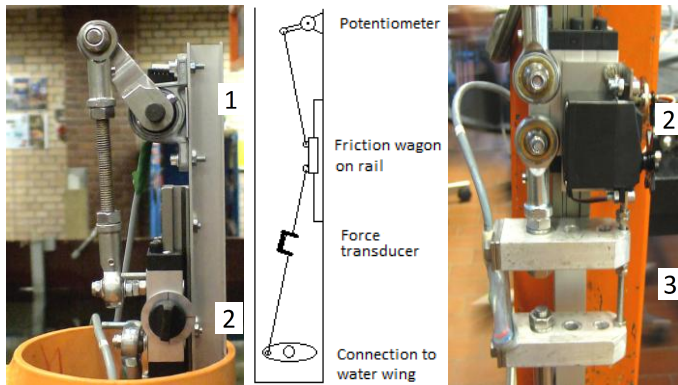 1
2
Potentiometer
Friction wagon
on rail
Force
transducer
Connection to
water wing
2
3